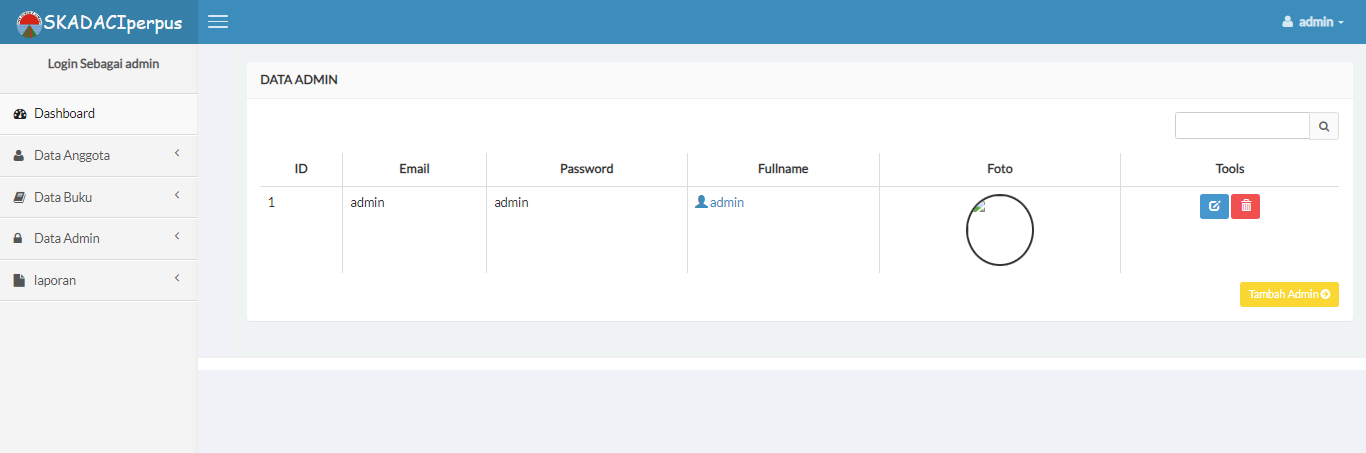 SKADACIperpus
admin
Login Sebagai admin
Dashboard
Data Anggota
Data Buku
Data Admin
laporan
DATA ADMIN
ID Email Password Fullname Foto Tools
1 admin admin admin
Tambah Admin